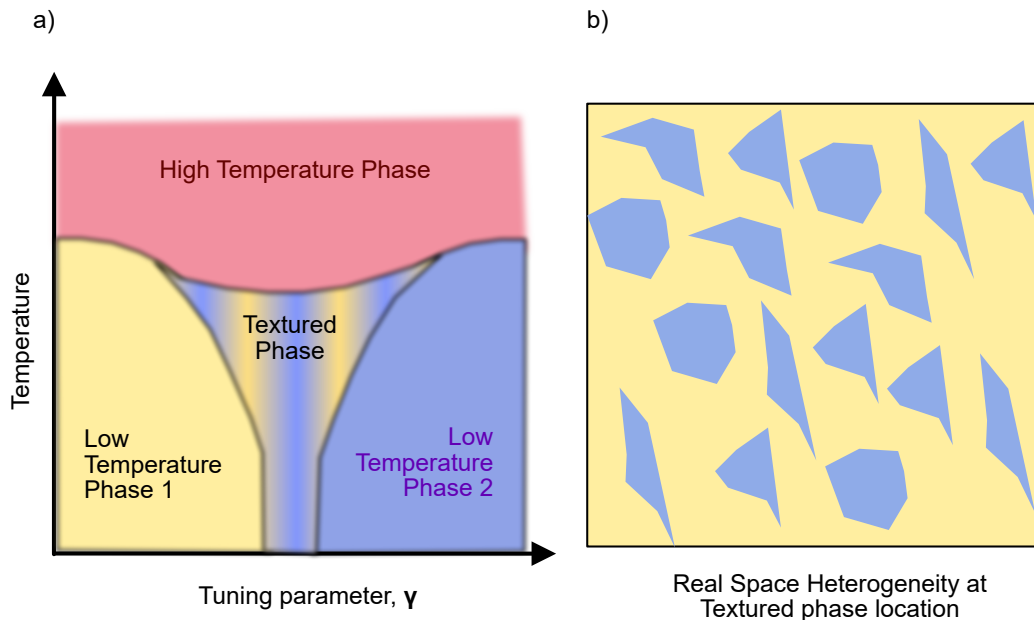 a)
High Temperature Phase
Textured
Phase
Low
Temperature
Phase 1
Low
Temperature
Phase 2
Temperature
Tuning parameter, γ
b)
Real Space Heterogeneity at
Textured phase location